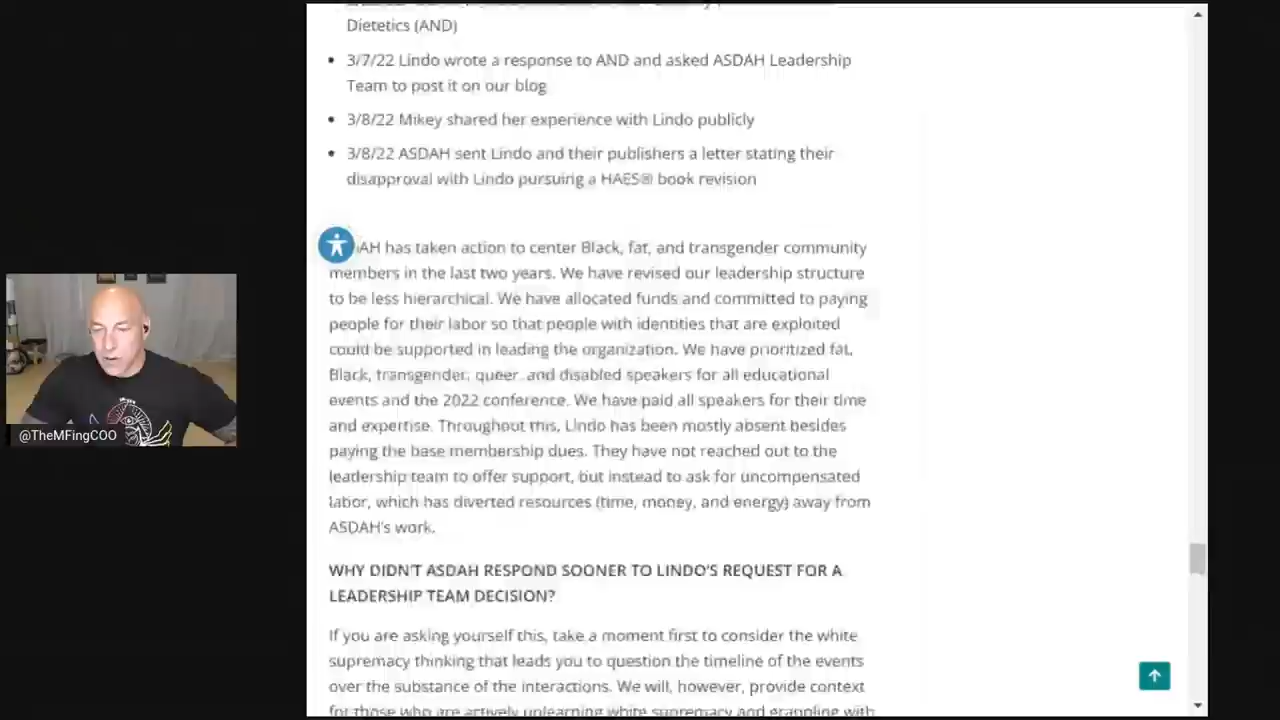 Dietetics (AND)
• 3/7/22 Lindo wrote a response to AND and asked ASDAH Leadership
Team to post it on our blog
• 3/8/22 Mikey shared her experience with Lindo publicly
• 3/8/22 ASDAH sent Lindo and their publishers a letter stating their
disapproval with Lindo pursuing a HAES® book revision
AH has taken action to center Black, fat, and transgender community
members in the last two years. We have revised our leadership structure
to be less hierarchical. We have allocated funds and committed to paying
people for their labor so that people with identities that are exploited
could be supported in leading the organization. We have prioritized fat,
Black, transgender, queer, and disabled speakers for all educational
events and the 2022 conference. We have paid all speakers for their time
and expertise. Throughout this, Lindo has been mostly absent besides
paying the base membership dues. They have not reached out to the
leadership team to offer support, but instead to ask for uncompensated
labor, which has diverted resources (time, money, and energy) away from
ASDAH's work.
WHY DIDN'T ASDAH RESPOND SOONER TO LINDO'S REQUEST FOR A
LEADERSHIP TEAM DECISION?
If you are asking yourself this, take a moment first to consider the white
supremacy thinking that leads you to question the timeline of the events
over the substance of the interactions. We will, however, provide context
for those who are actively unlearning white supremacy and grappling with
@TheMFingCOO